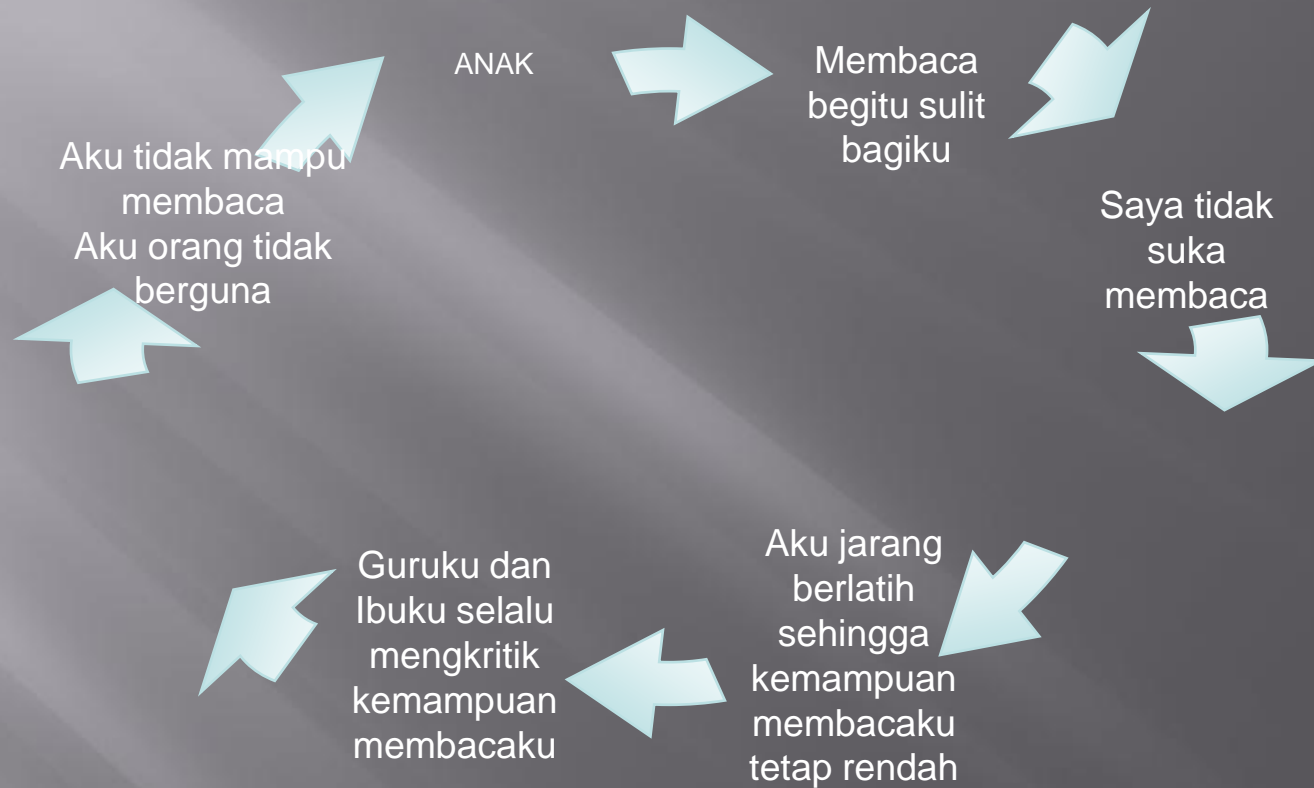 ANAK
Membaca
begitu sulit
bagiku
Saya tidak
suka
membaca
Aku jarang
berlatih
sehingga
kemampuan
membacaku
tetap rendah
Guruku dan
Ibuku selalu
mengkritik
kemampuan
membacaku
Aku tidak mampu
membaca
Aku orang tidak
berguna